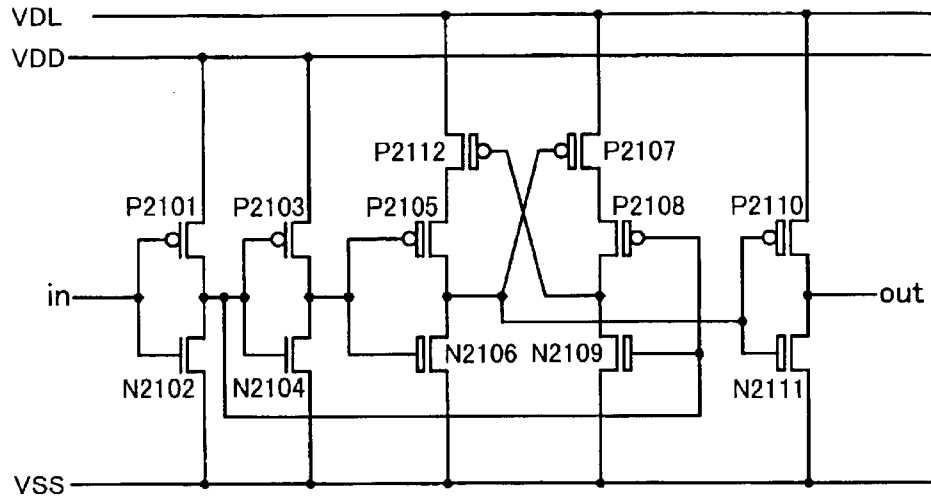 VDL
VDD
P2112 P2107
P2101 P2103 P2105 P2108 P2110
in out
N2102 N2104 N2106 N2109 N2111
VSS